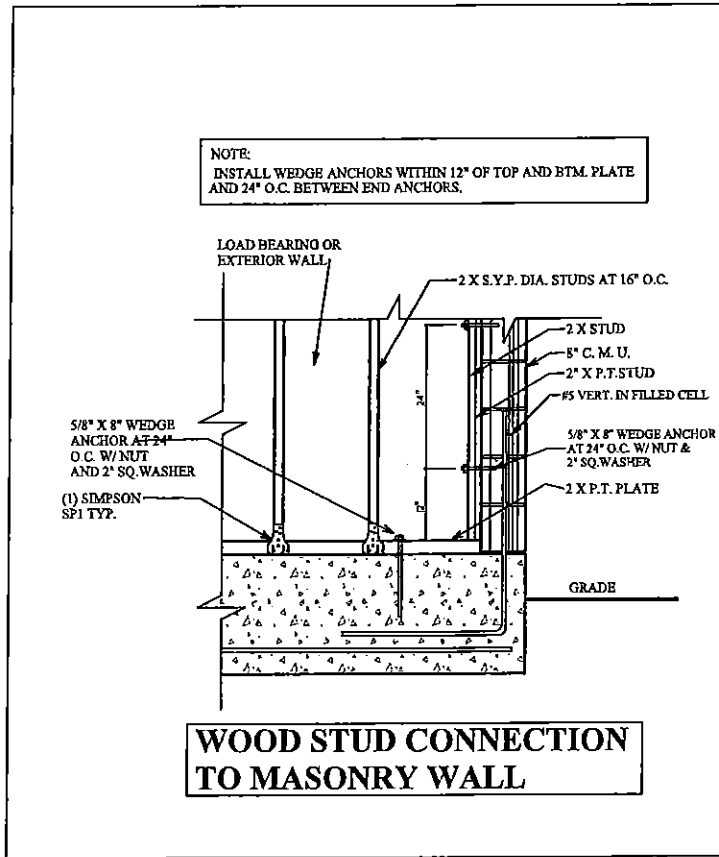 NOTE:
INSTALL WEDGE ANCHORS WITHIN 12" OF TOP AND BTM. PLATE
AND 24" O.C. BETWEEN END ANCHORS.
LOAD BEARING OR
EXTERIOR WALL
2 X S.Y.P. DIA. STUDS AT 16" O.C.
2 X STUD
8" C. M. U.
2" X P.T.STUD
#5 VERT. IN FILLED CELL
24"
5/8" X 8" WEDGE
ANCHOR AT 24"
O.C. W/ NUT
AND 2" SQ.WASHER
5/8" X 8" WEDGE ANCHOR
AT 24" O.C. W/ NUT &
2" SQ.WASHER
(1) SIMPSON
SP1 TYP.
12"
2 X P.T. PLATE
GRADE
WOOD STUD CONNECTION
TO MASONRY WALL